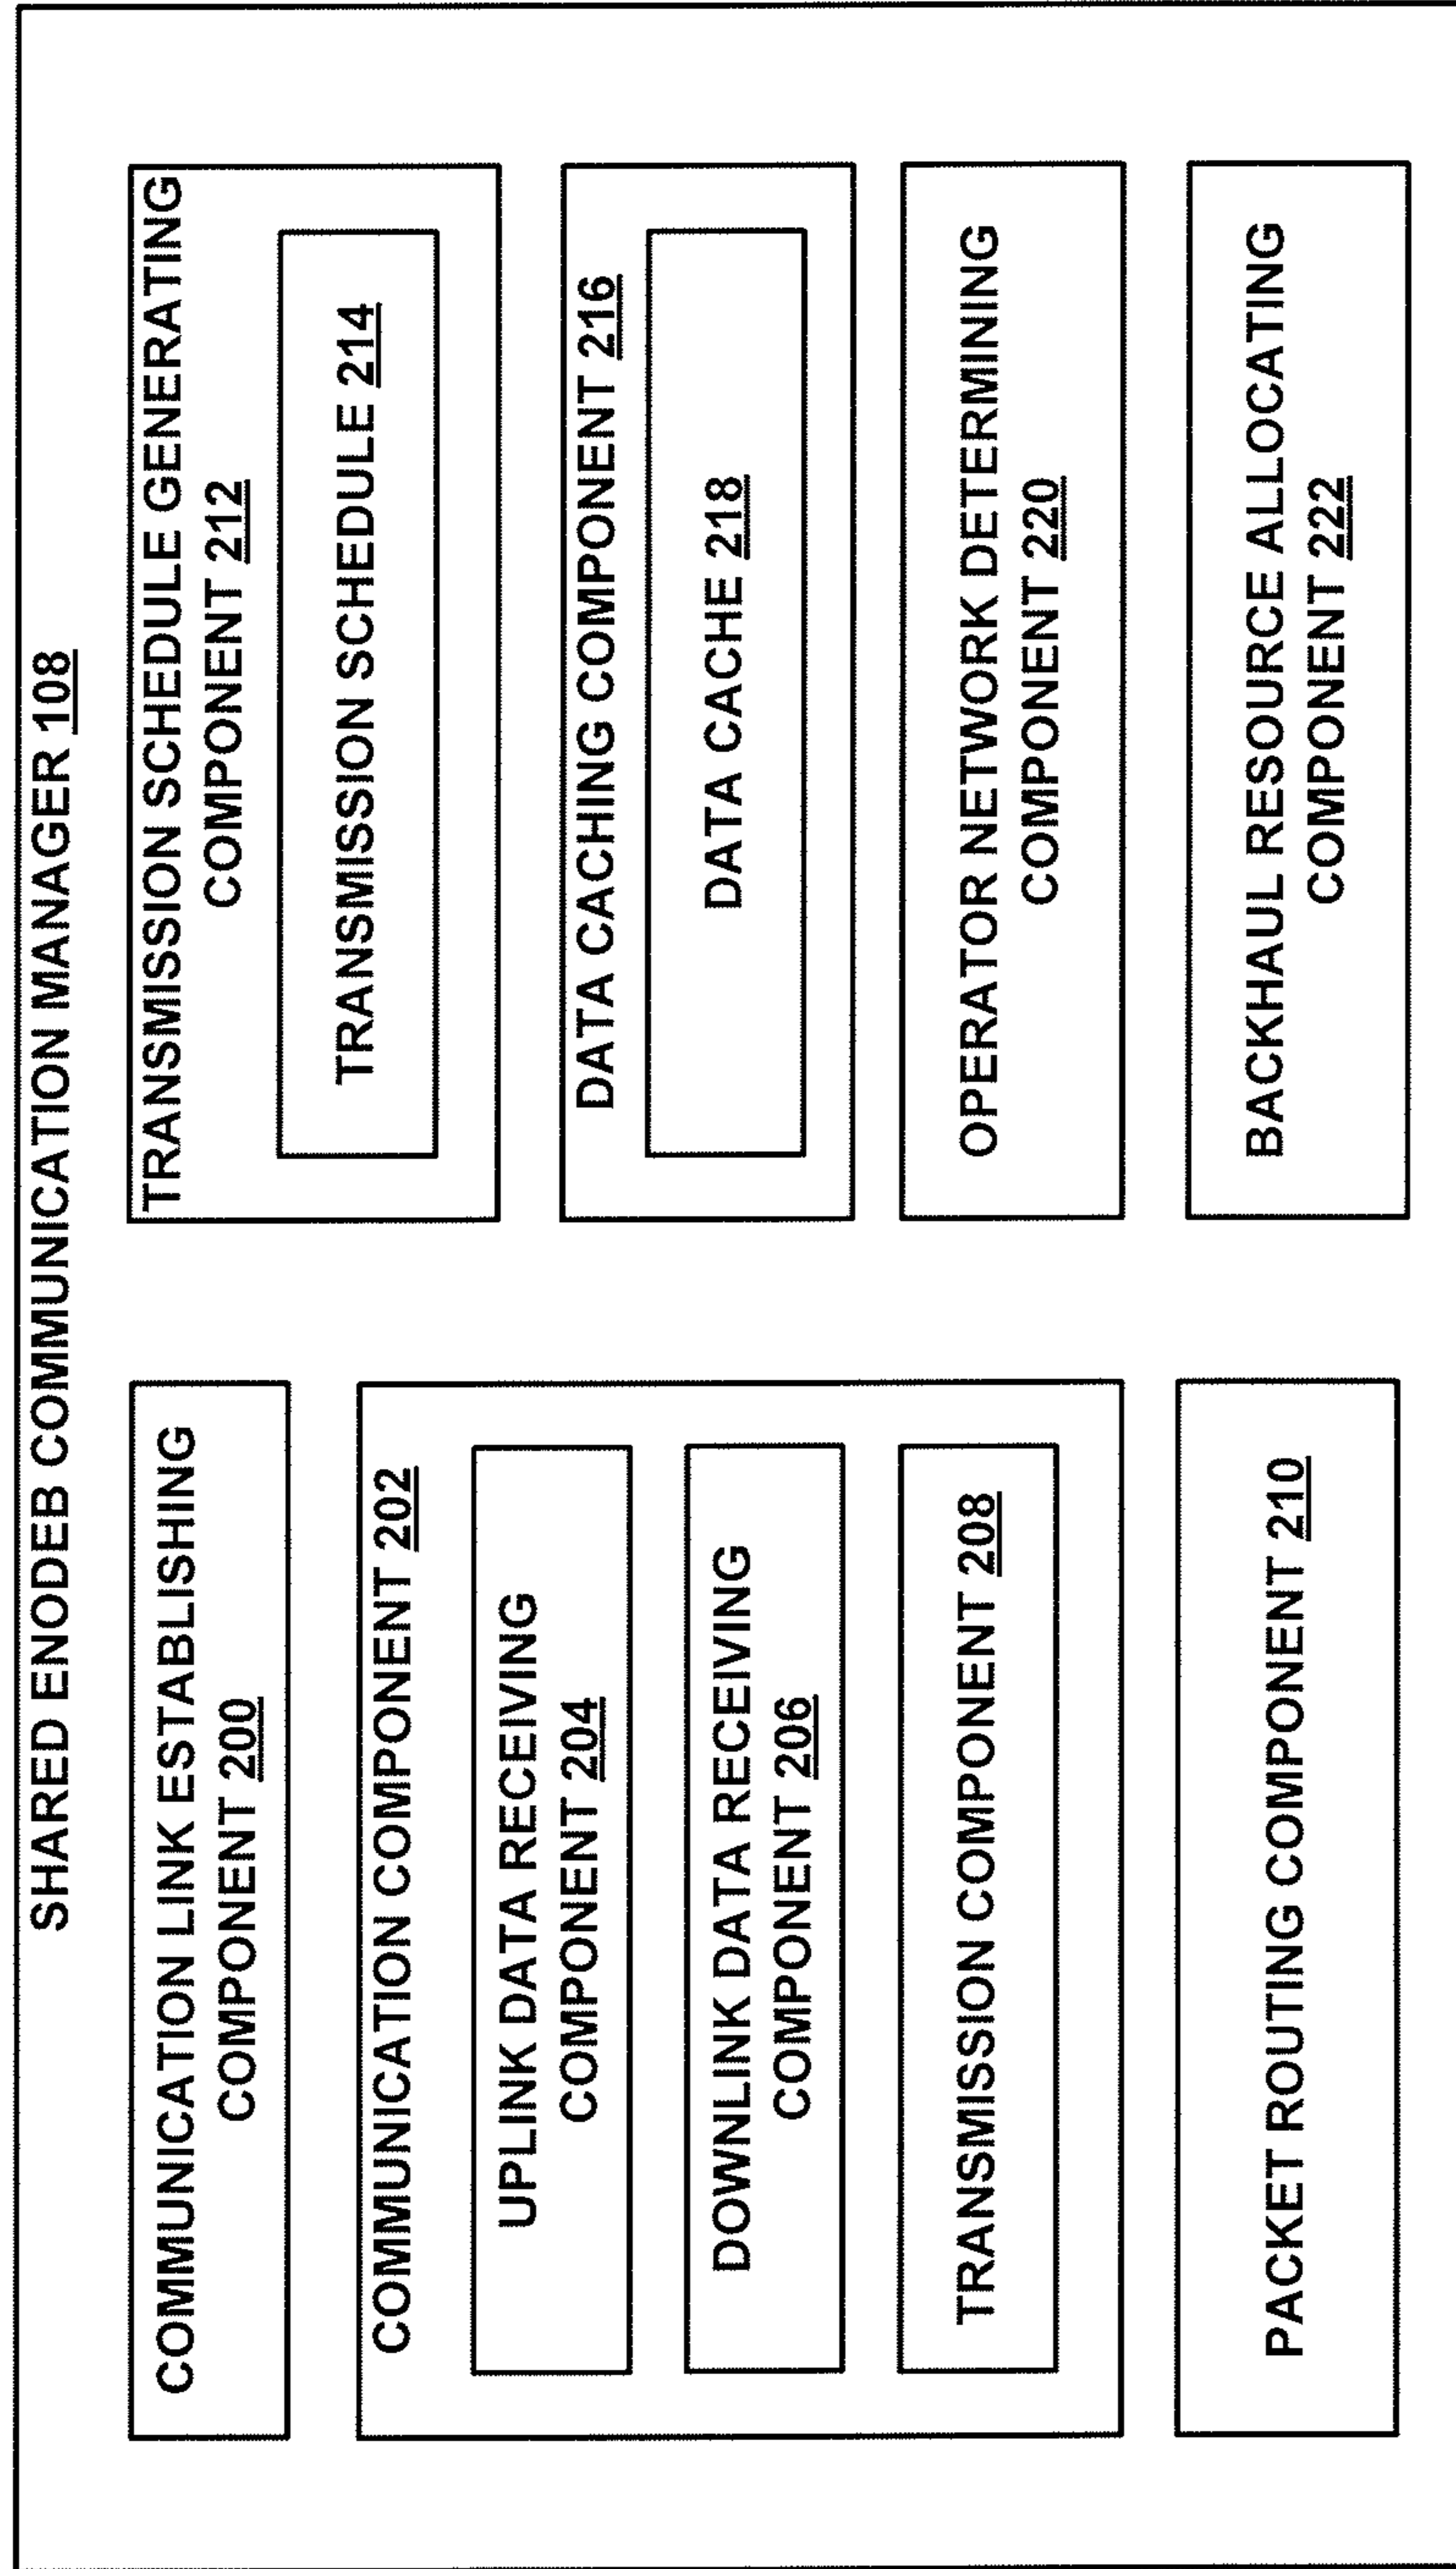 SHARED ENODEB COMMUNICATION MANAGER 108
COMMUNICATION LINK ESTABLISHING
COMPONENT 200
COMMUNICATION COMPONENT 202
UPLINK DATA RECEIVING
COMPONENT 204
DOWNLINK DATA RECEIVING
COMPONENT 206
TRANSMISSION COMPONENT 208
PACKET ROUTING COMPONENT 210
TRANSMISSION SCHEDULE GENERATING
COMPONENT 212
TRANSMISSION SCHEDULE 214
DATA CACHING COMPONENT 216
DATA CACHE 218
OPERATOR NETWORK DETERMINING
COMPONENT 220
BACKHAUL RESOURCE ALLOCATING
COMPONENT 222